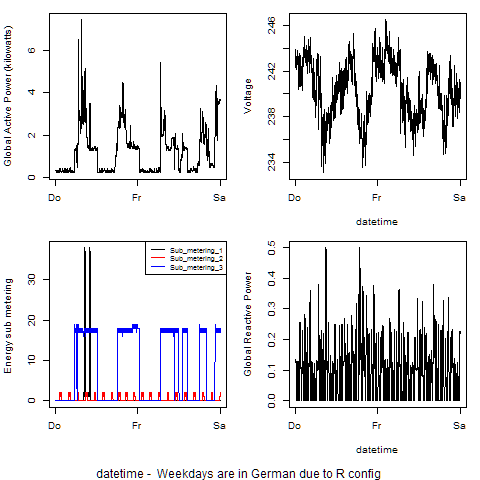 Global Active Power (kilowatts)
0 2 4 6
Do Fr Sa
Voltage
234 238 242 246
Do Fr Sa
datetime
Energy sub metering
0 10 20 30
Sub_metering_1
Sub_metering_2
Sub_metering_3
Do Fr Sa
Global Reactive Power
0.0 0.1 0.2 0.3 0.4 0.5
Do Fr Sa
datetime
datetime - Weekdays are in German due to R config